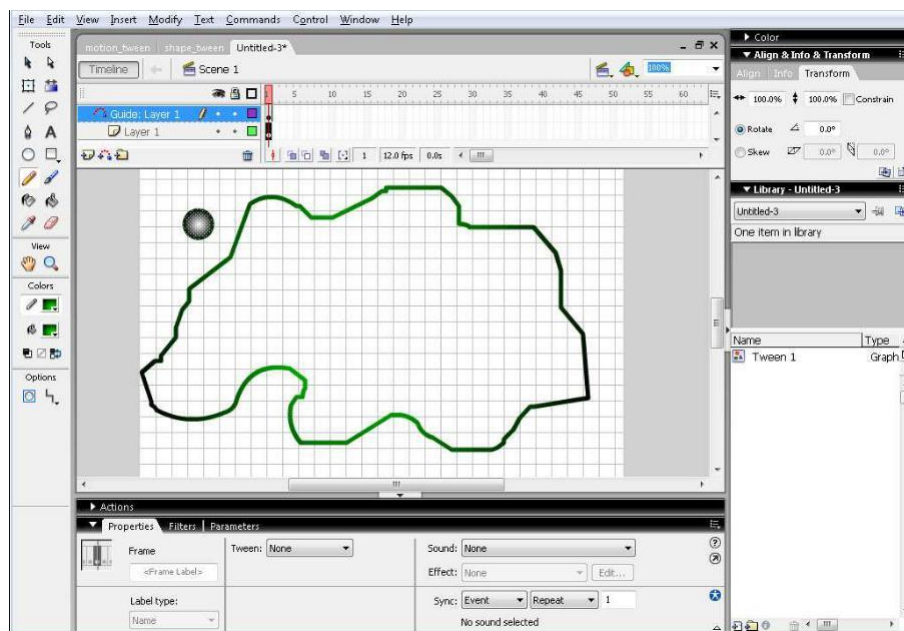 File Edit View Insert Modify Text Commands Control Window Help
Tools
View
Colors
Options
motion_tween shape_tween Untitled-3*
Timeline Scene 1 100%
1 5 10 15 20 25 30 35 40 45 50 55 60
Guide: Layer 1
Layer 1
1 12.0 fps 0.0s
Actions
Properties Filters Parameters
Frame
<Frame Label>
Label type:
Name
Tween: None
Sound: None
Effect: None Edit...
Sync: Event Repeat 1
No sound selected
Color
Align & Info & Transform
Align Info Transform
100.0% 100.0% Constrain
Rotate 0.0°
Skew 0.0° 0.0°
Library - Untitled-3
Untitled-3
One item in library
Name Type
Tween 1 Graph